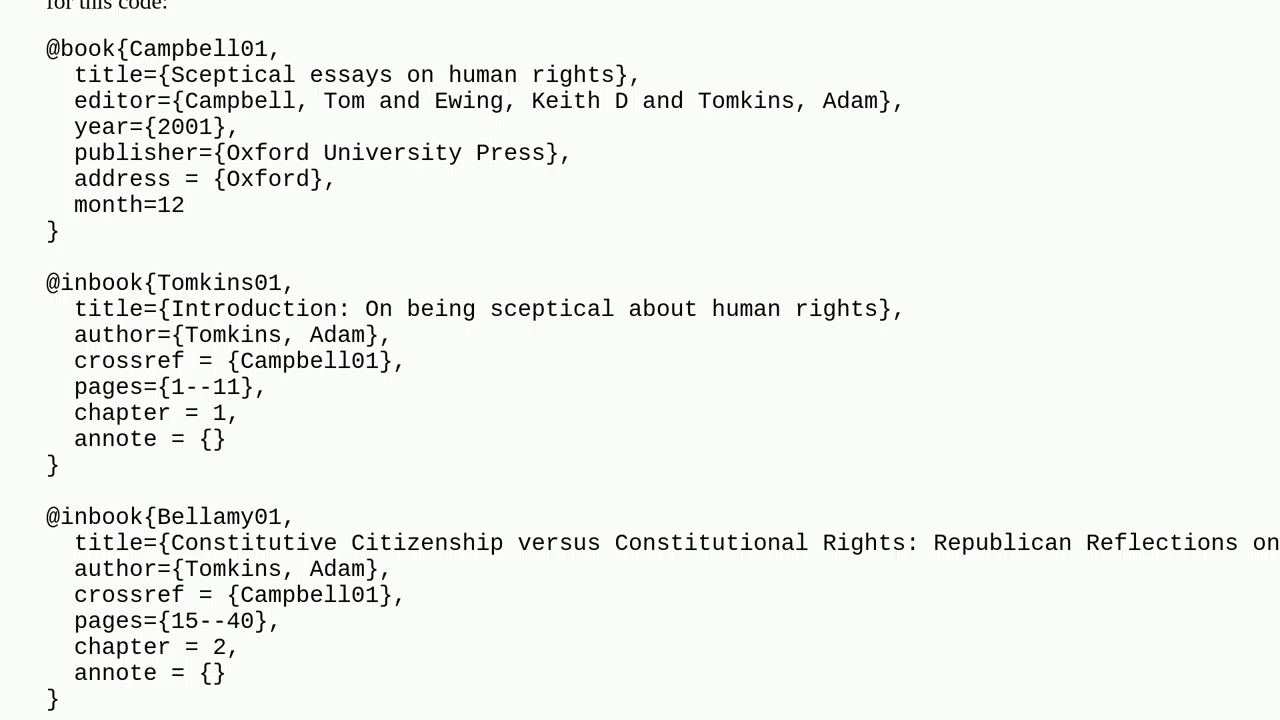 for this code:
@book{Campbell01,
  title={Sceptical essays on human rights},
  editor={Campbell, Tom and Ewing, Keith D and Tomkins, Adam},
  year={2001},
  publisher={Oxford University Press},
  address = {Oxford},
  month=12
}

@inbook{Tomkins01,
  title={Introduction: On being sceptical about human rights},
  author={Tomkins, Adam},
  crossref = {Campbell01},
  pages={1--11},
  chapter = 1,
  annote = {}
}

@inbook{Bellamy01,
  title={Constitutive Citizenship versus Constitutional Rights: Republican Reflections on
  author={Tomkins, Adam},
  crossref = {Campbell01},
  pages={15--40},
  chapter = 2,
  annote = {}
}